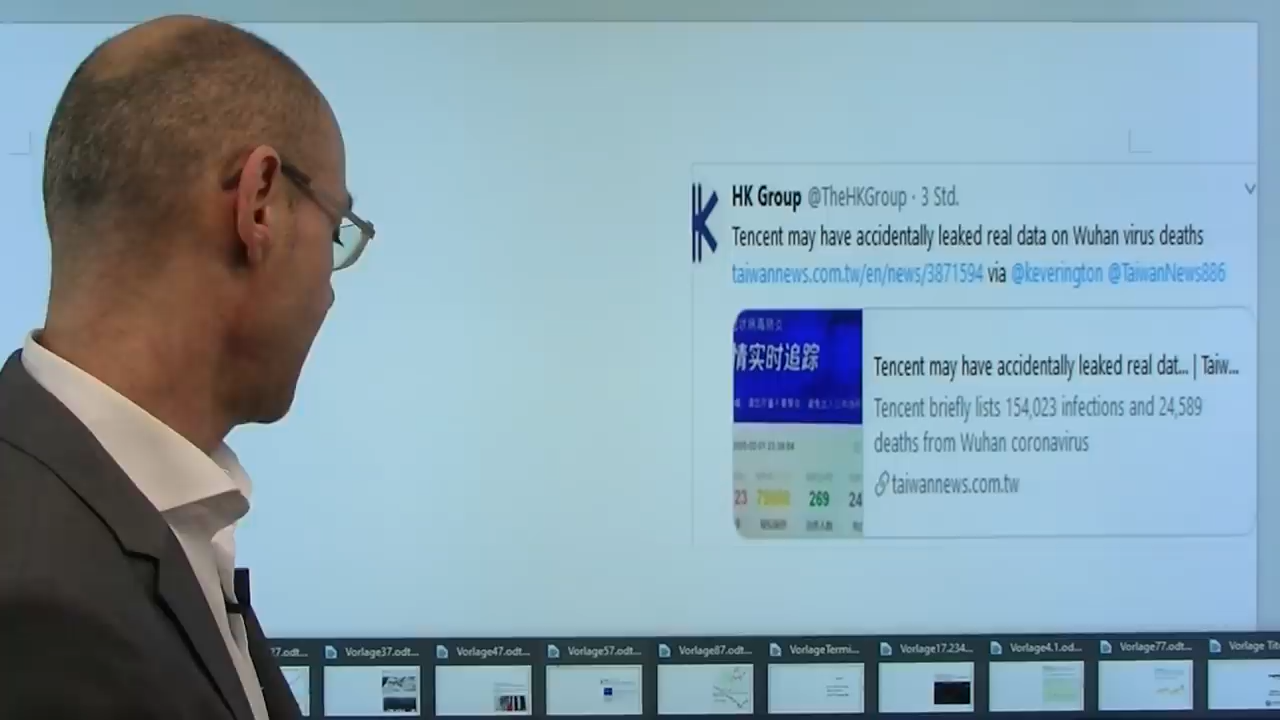 HK Group @TheHKGroup · 3 Std.
Tencent may have accidentally leaked real data on Wuhan virus deaths
taiwannews.com.tw/en/news/3871594 via @keverington @TaiwanNews886
情实时追踪
23 269 24
Tencent may have accidentally leaked real dat... | Taiw...
Tencent briefly lists 154,023 infections and 24,589
deaths from Wuhan coronavirus
taiwannews.com.tw
27.odt... Vorlage37.odt... Vorlage47.odt... Vorlage57.odt... Vorlage87.odt... VorlageTermi... Vorlage17.234... Vorlage4.1.od... Vorlage77.odt... Vorlage Tit